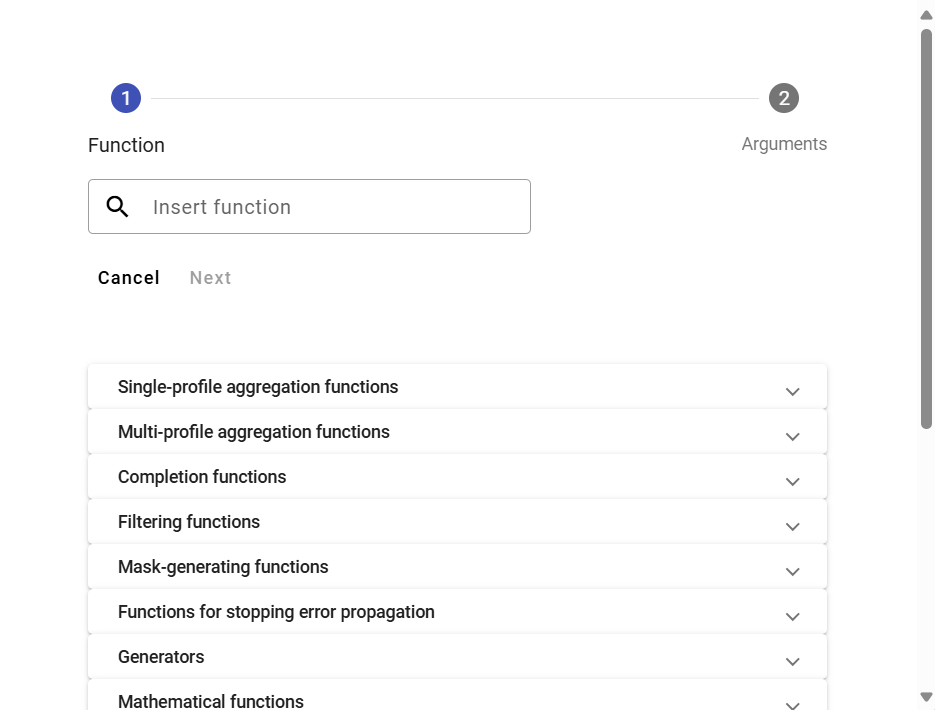 1
2
Function
Arguments
Insert function
Cancel Next
Single-profile aggregation functions
Multi-profile aggregation functions
Completion functions
Filtering functions
Mask-generating functions
Functions for stopping error propagation
Generators
Mathematical functions